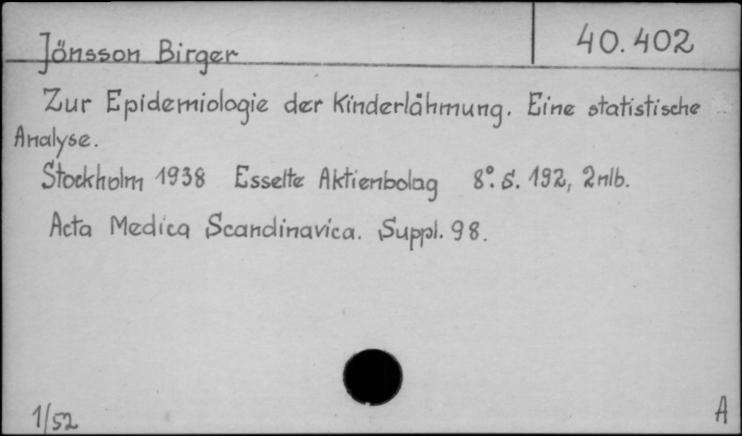 Jönsson Birger
40.402
Zur Epidemiologie der Kinderlähmung. Eine statistische
Analyse.
Stockholm 1938 Esselte Aktienbolag 8°. S. 192, 2nlb.
Acta Medica Scandinavica. Suppl. 98.
1/52
A